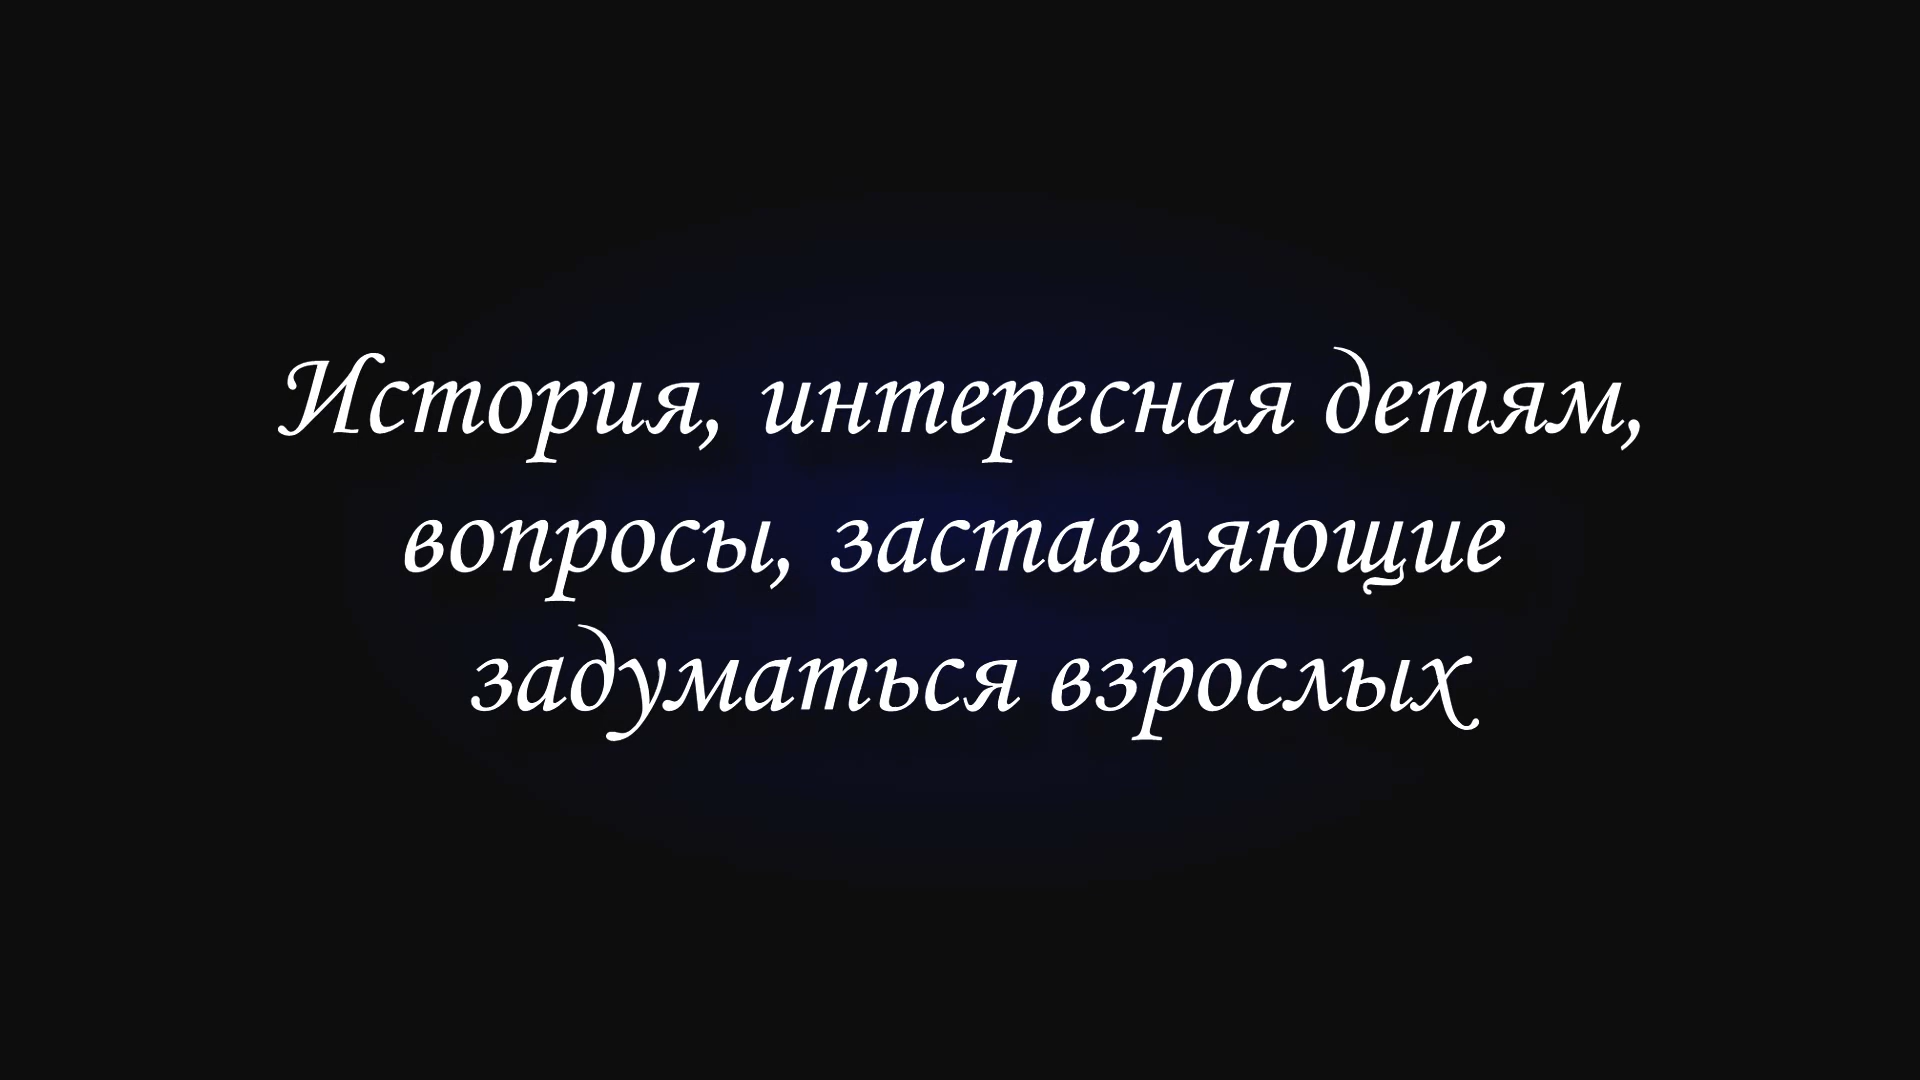 История, интересная детям,
вопросы, заставляющие
задуматься взрослых